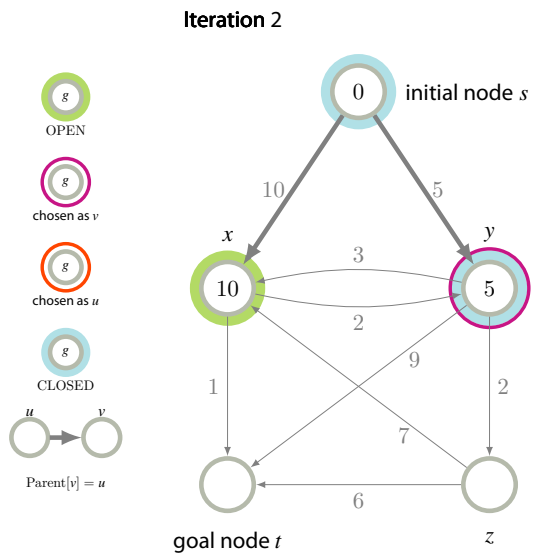 Iteration 2
g
OPEN
g
chosen as v
g
chosen as u
g
CLOSED
u v
Parent[v] = u
0
initial node s
10
5
x
y
10
3
5
2
1
9
2
7
6
goal node t
z